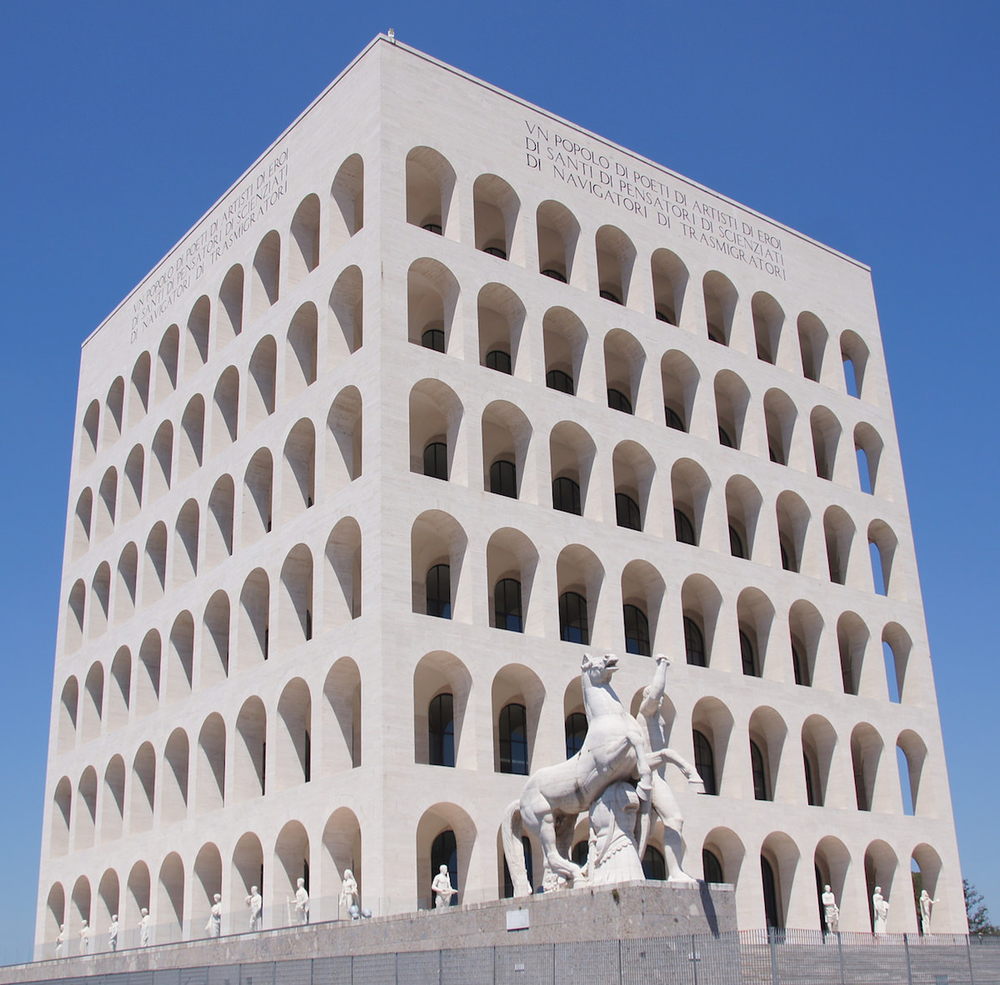 VN POPOLO DI POETI DI ARTISTI DI EROI
DI SANTI DI PENSATORI DI SCIENZIATI
DI NAVIGATORI DI TRASMIGRATORI
VN POPOLO DI POETI DI ARTISTI DI EROI
DI SANTI DI PENSATORI DI SCIENZIATI
DI NAVIGATORI DI TRASMIGRATORI